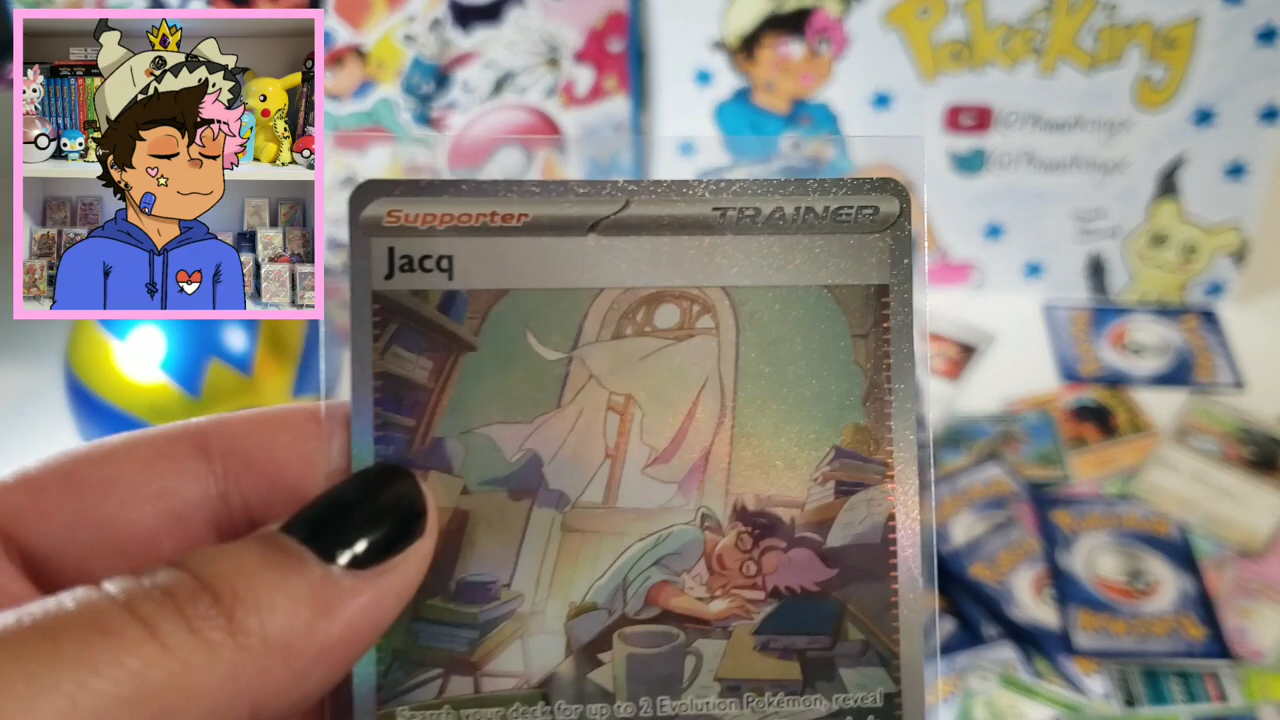 PokéKing
Supporter TRAINER
Jacq
Search your deck for up to 2 Evolution Pokémon, reveal